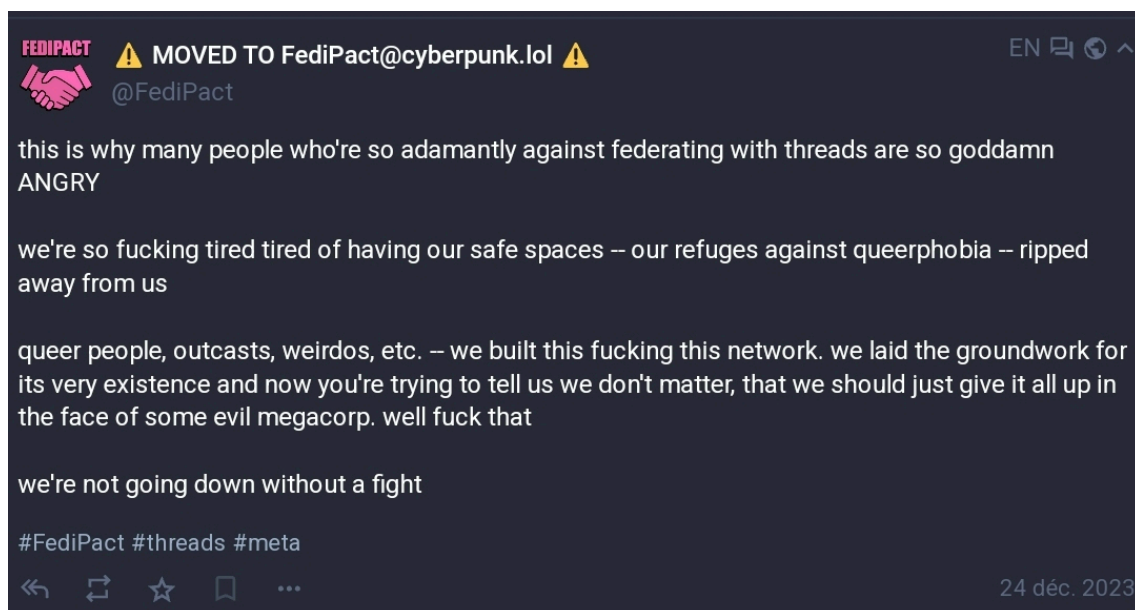 FEDIPACT
⚠️ MOVED TO FediPact@cyberpunk.lol ⚠️
EN
@FediPact
this is why many people who're so adamantly against federating with threads are so goddamn
ANGRY
we're so fucking tired tired of having our safe spaces -- our refuges against queerphobia -- ripped
away from us
queer people, outcasts, weirdos, etc. -- we built this fucking this network. we laid the groundwork for
its very existence and now you're trying to tell us we don't matter, that we should just give it all up in
the face of some evil megacorp. well fuck that
we're not going down without a fight
#FediPact #threads #meta
24 déc. 2023